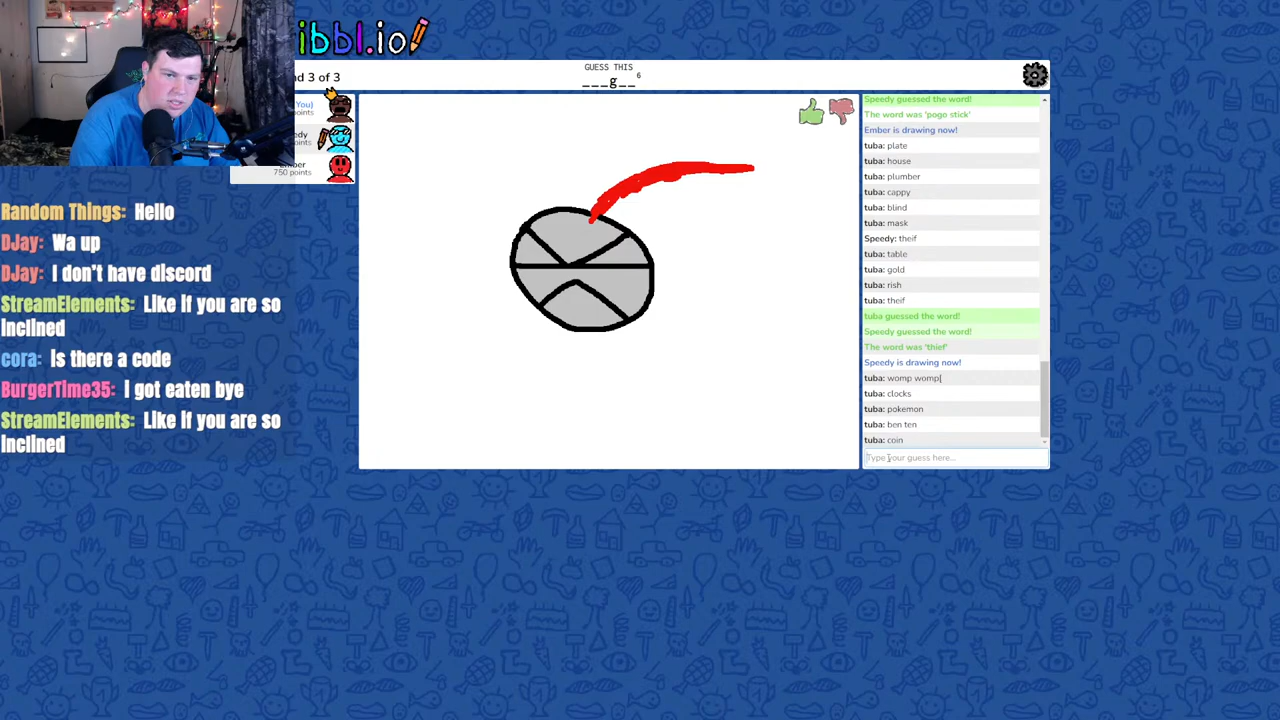 ibbl.io
nd 3 of 3
GUESS THIS
___g__ 6
You)
points
edy
points
750 points
Speedy guessed the word!
The word was 'pogo stick'
Ember is drawing now!
tuba: plate
tuba: house
tuba: plumber
tuba: cappy
tuba: blind
tuba: mask
Speedy: theif
tuba: table
tuba: gold
tuba: rish
tuba: theif
tuba guessed the word!
Speedy guessed the word!
The word was 'thief'
Speedy is drawing now!
tuba: womp womp[
tuba: clocks
tuba: pokemon
tuba: ben ten
tuba: coin
Type your guess here...
Random Things: Hello
DJay: Wa up
DJay: I don't have discord
StreamElements: Like if you are so
inclined
cora: Is there a code
BurgerTime35: I got eaten bye
StreamElements: Like if you are so
inclined